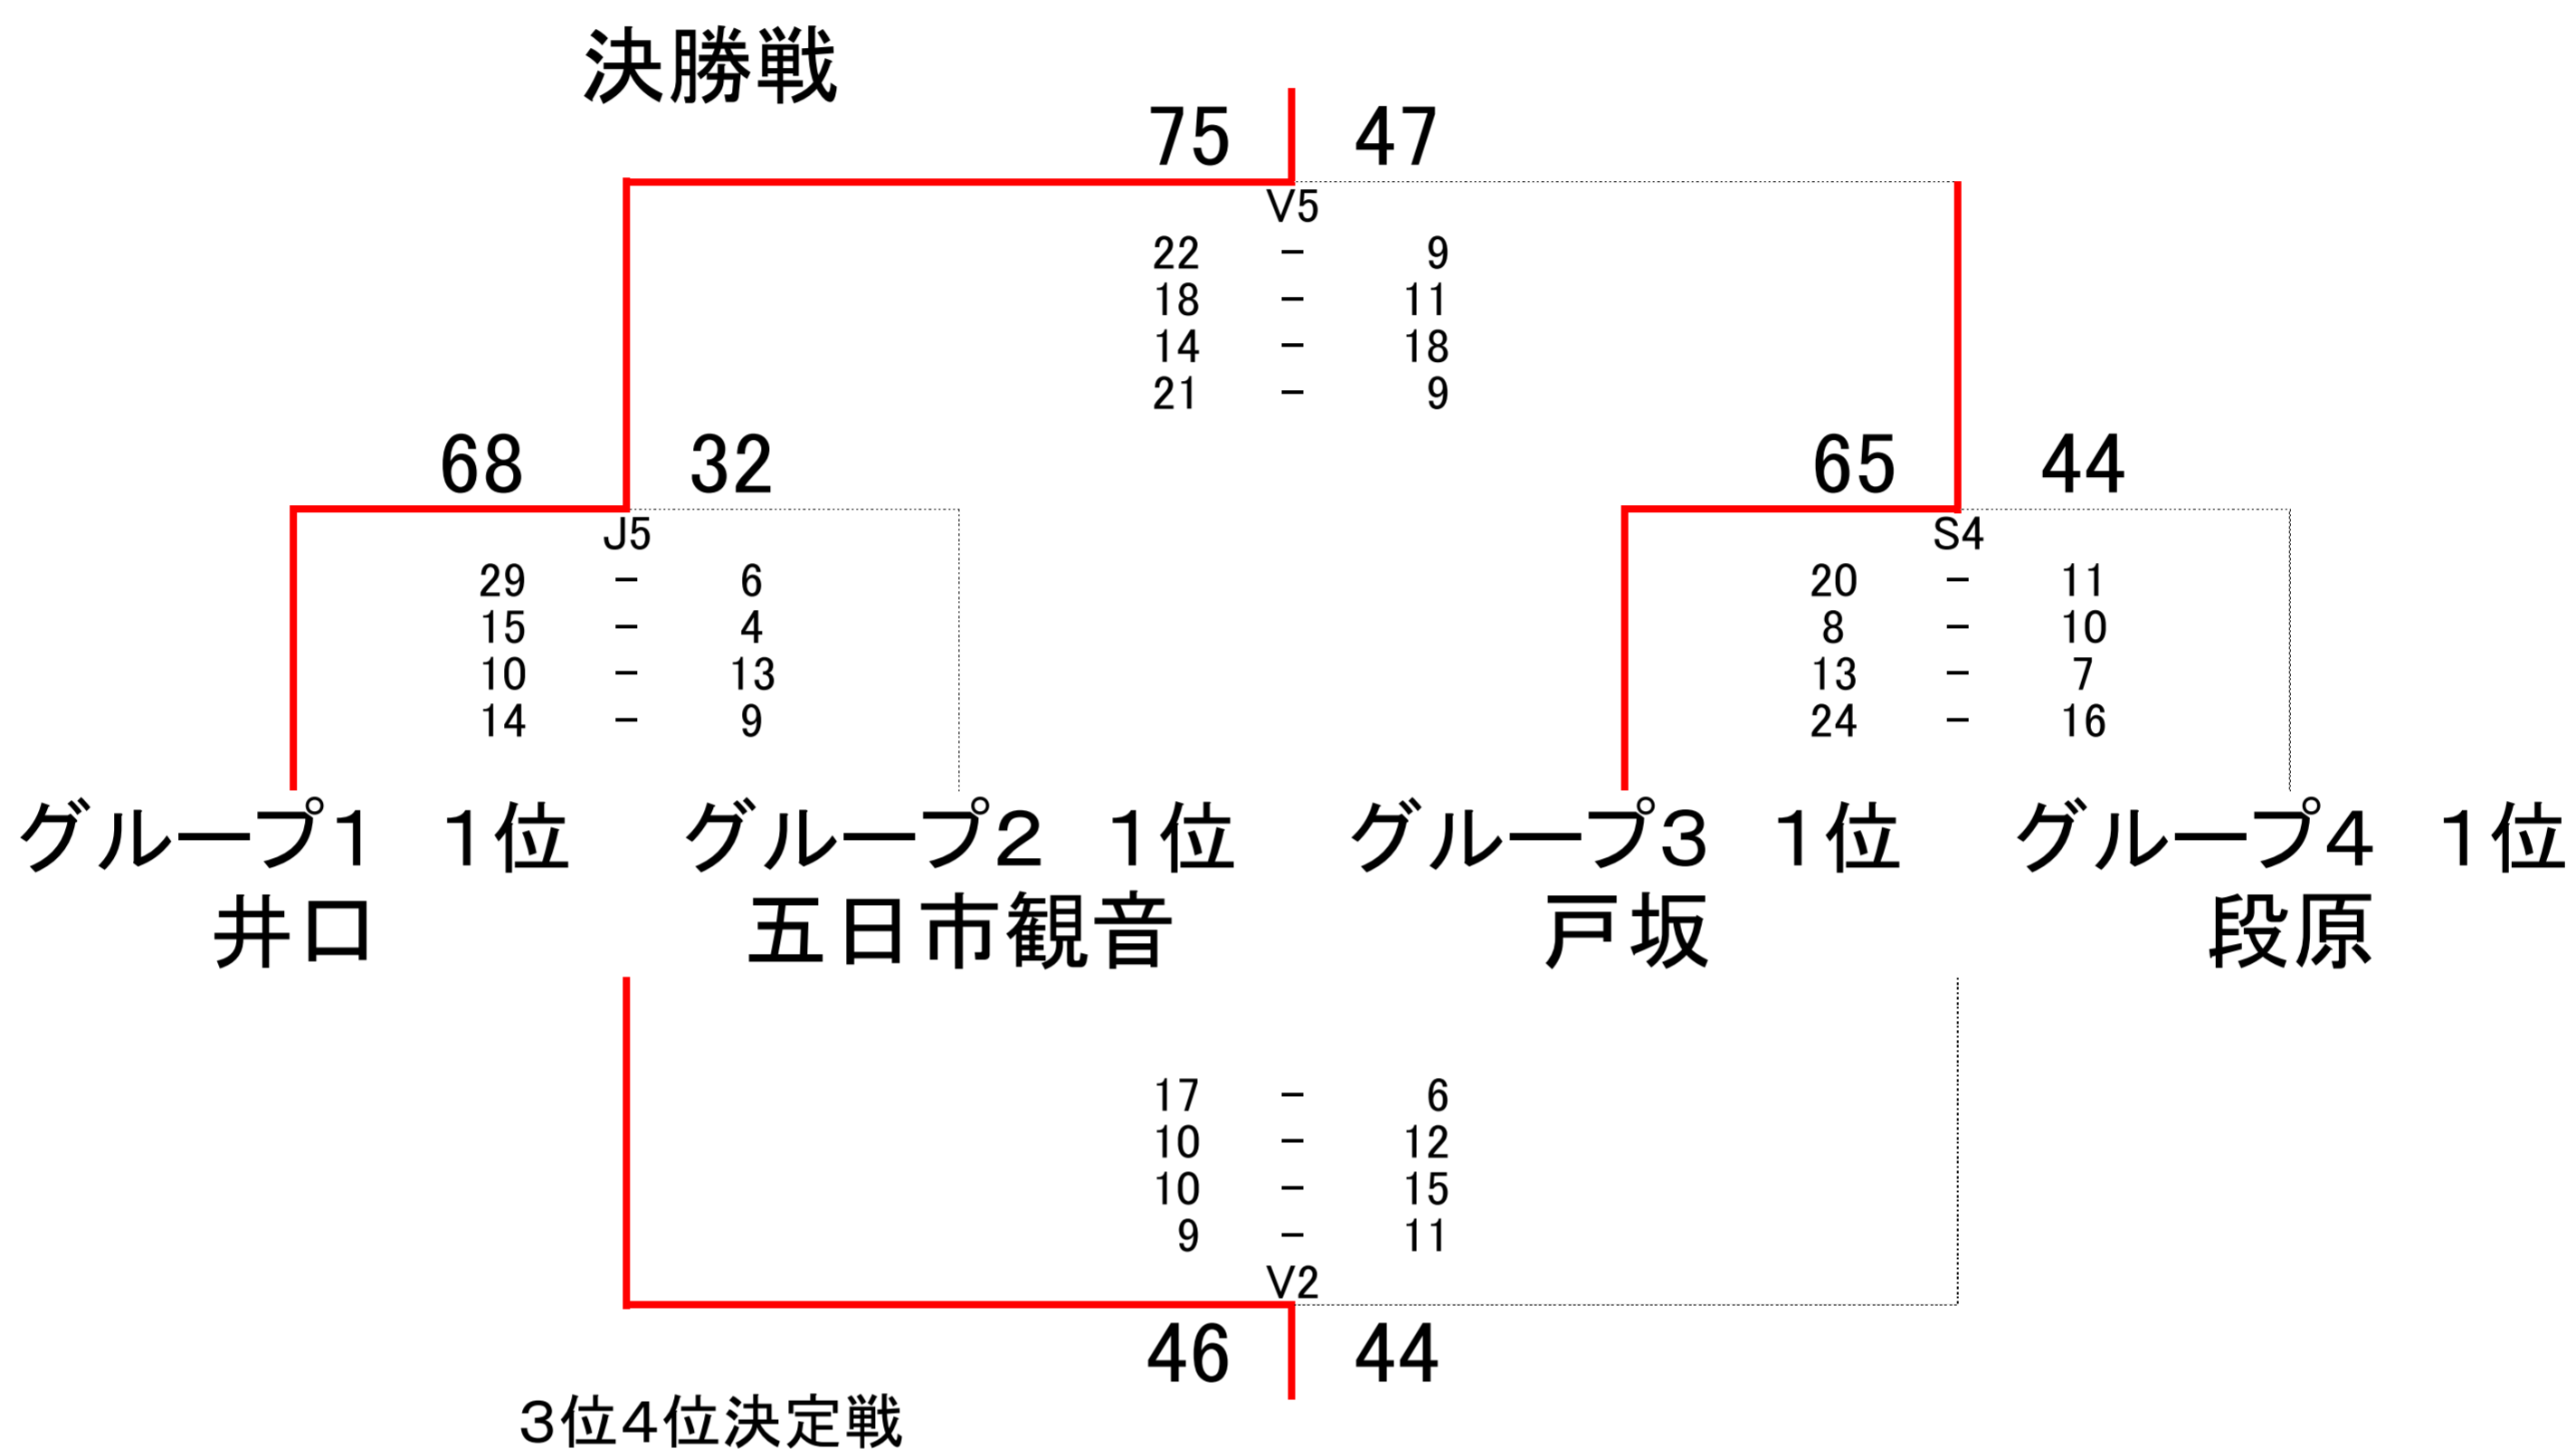 決勝戦
75 47
V5
22 - 9
18 - 11
14 - 18
21 - 9
68 32 65 44
J5 S4
29 - 6 20 - 11
15 - 4 8 - 10
10 - 13 13 - 7
14 - 9 24 - 16
グループ1　1位 グループ2　1位 グループ3　1位 グループ4　1位
井口 五日市観音 戸坂 段原
17 - 6
10 - 12
10 - 15
9 - 11
V2
46 44
3位4位決定戦